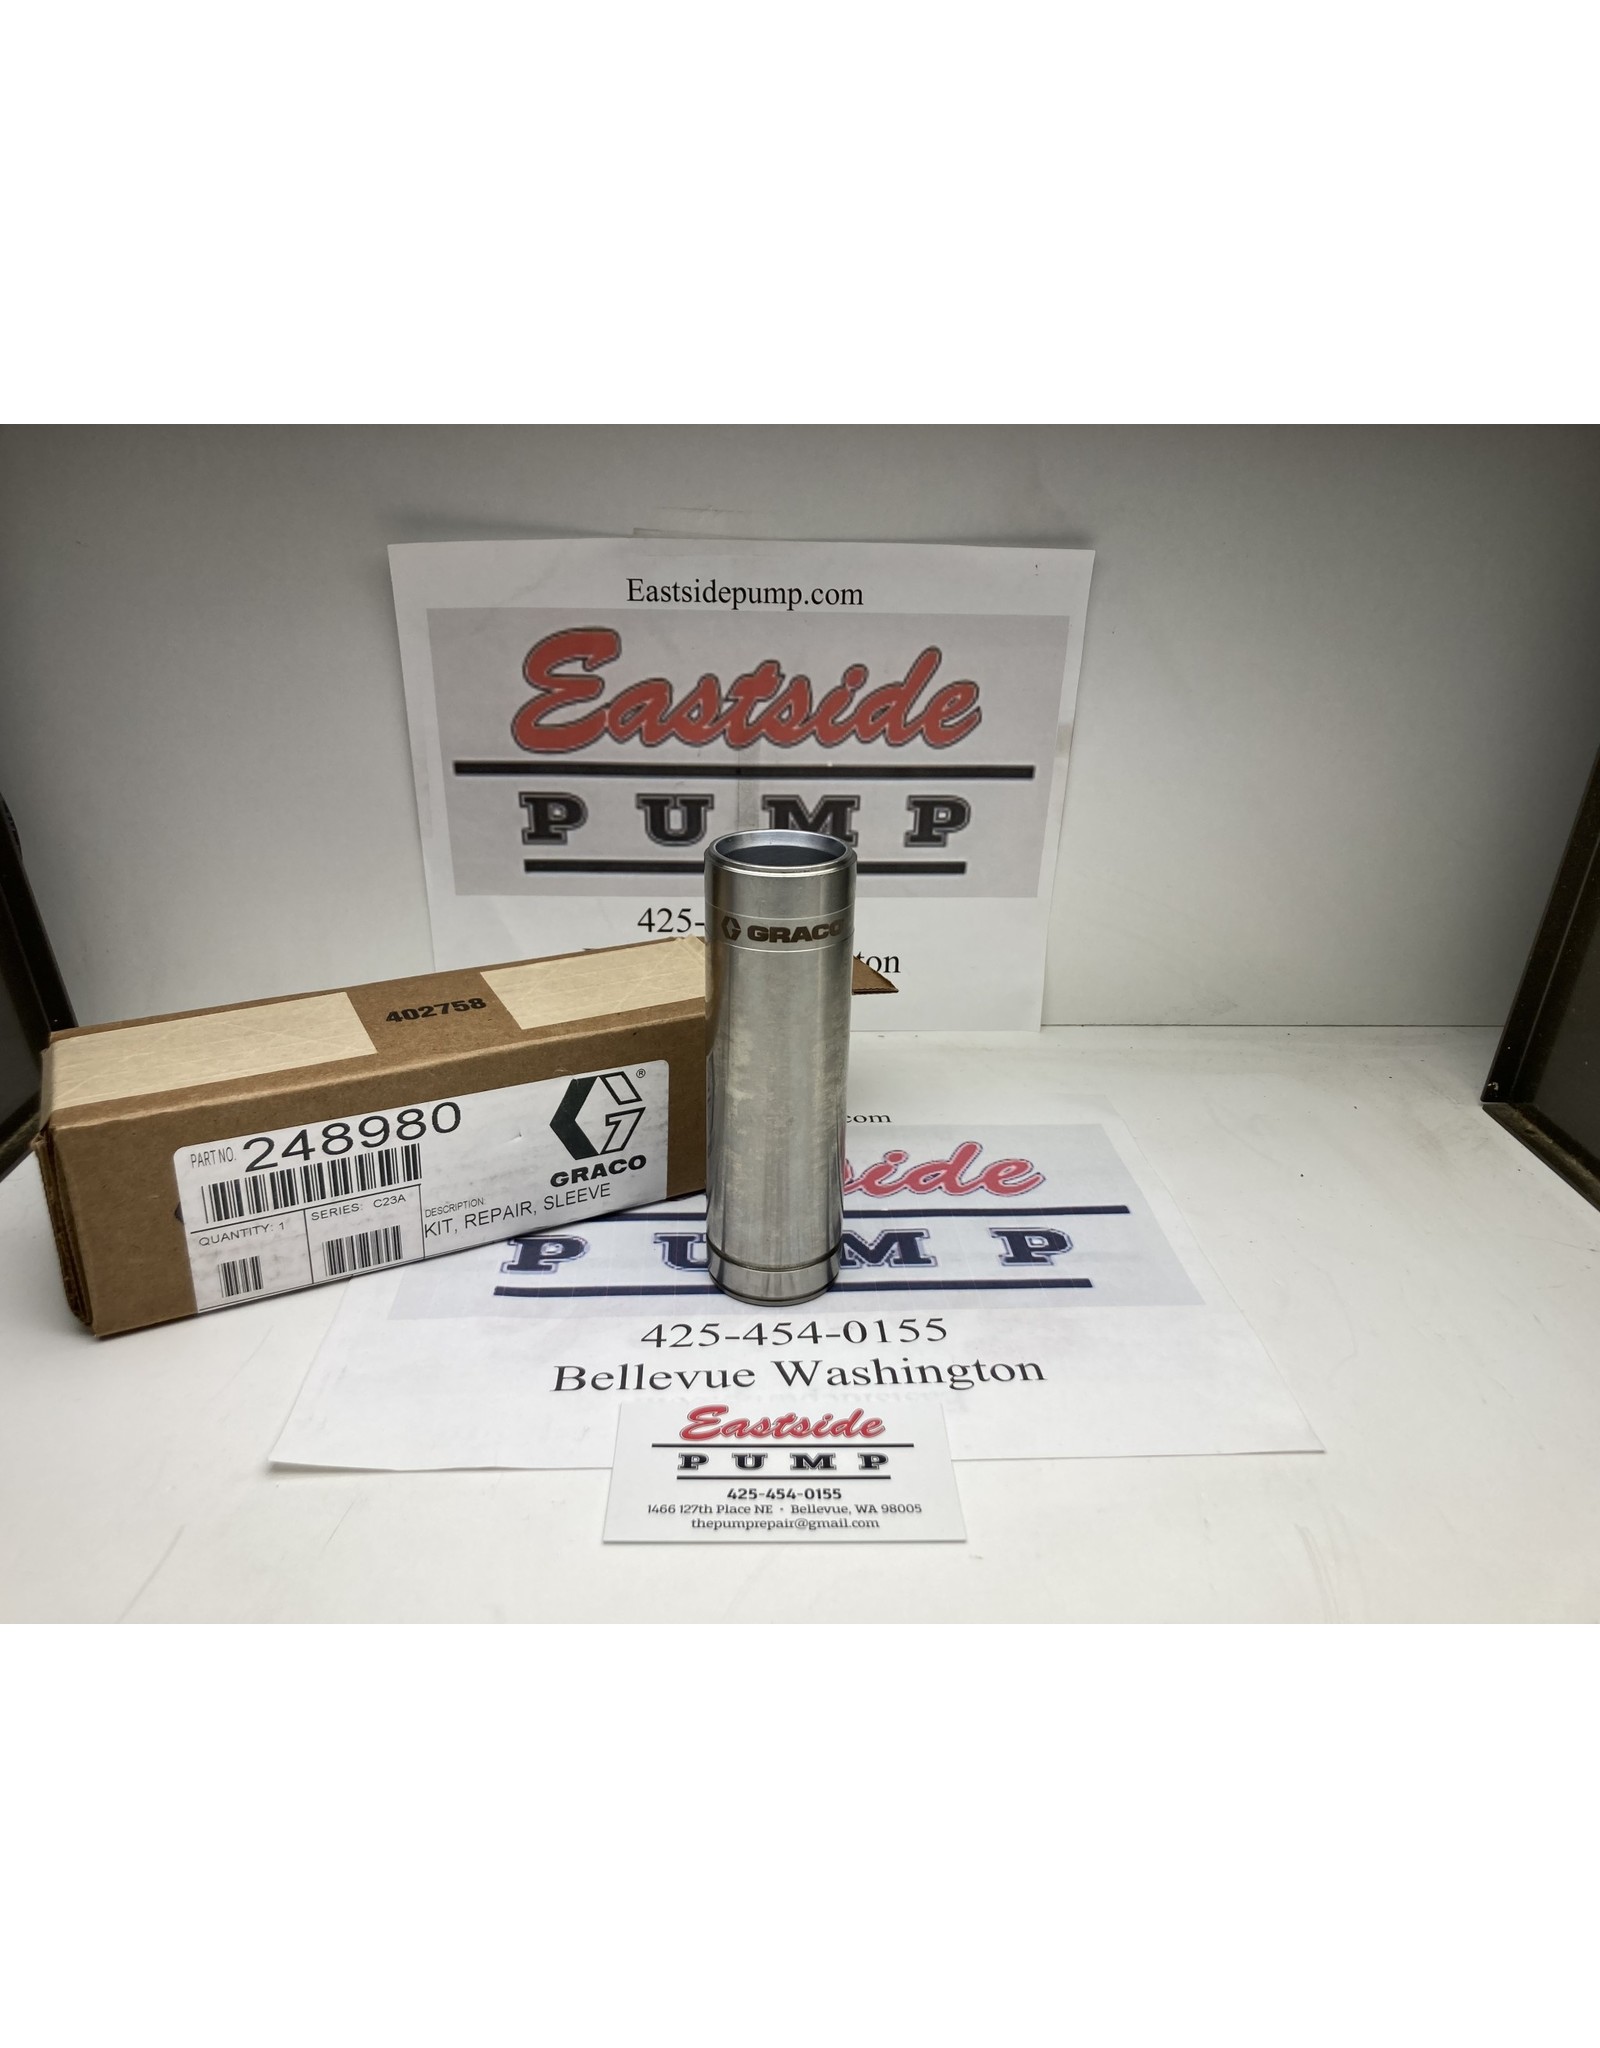 Eastsidepump.com
Eastside
PUMP
425-
ton
GRACO
402758
PART NO. 248980
GRACO
®
QUANTITY: 1
SERIES: C23A
DESCRIPTION:
KIT, REPAIR, SLEEVE
com
side
PUMP
425-454-0155
Bellevue Washington
Eastside
PUMP
425-454-0155
1466 127th Place NE • Bellevue, WA 98005
thepumprepair@gmail.com